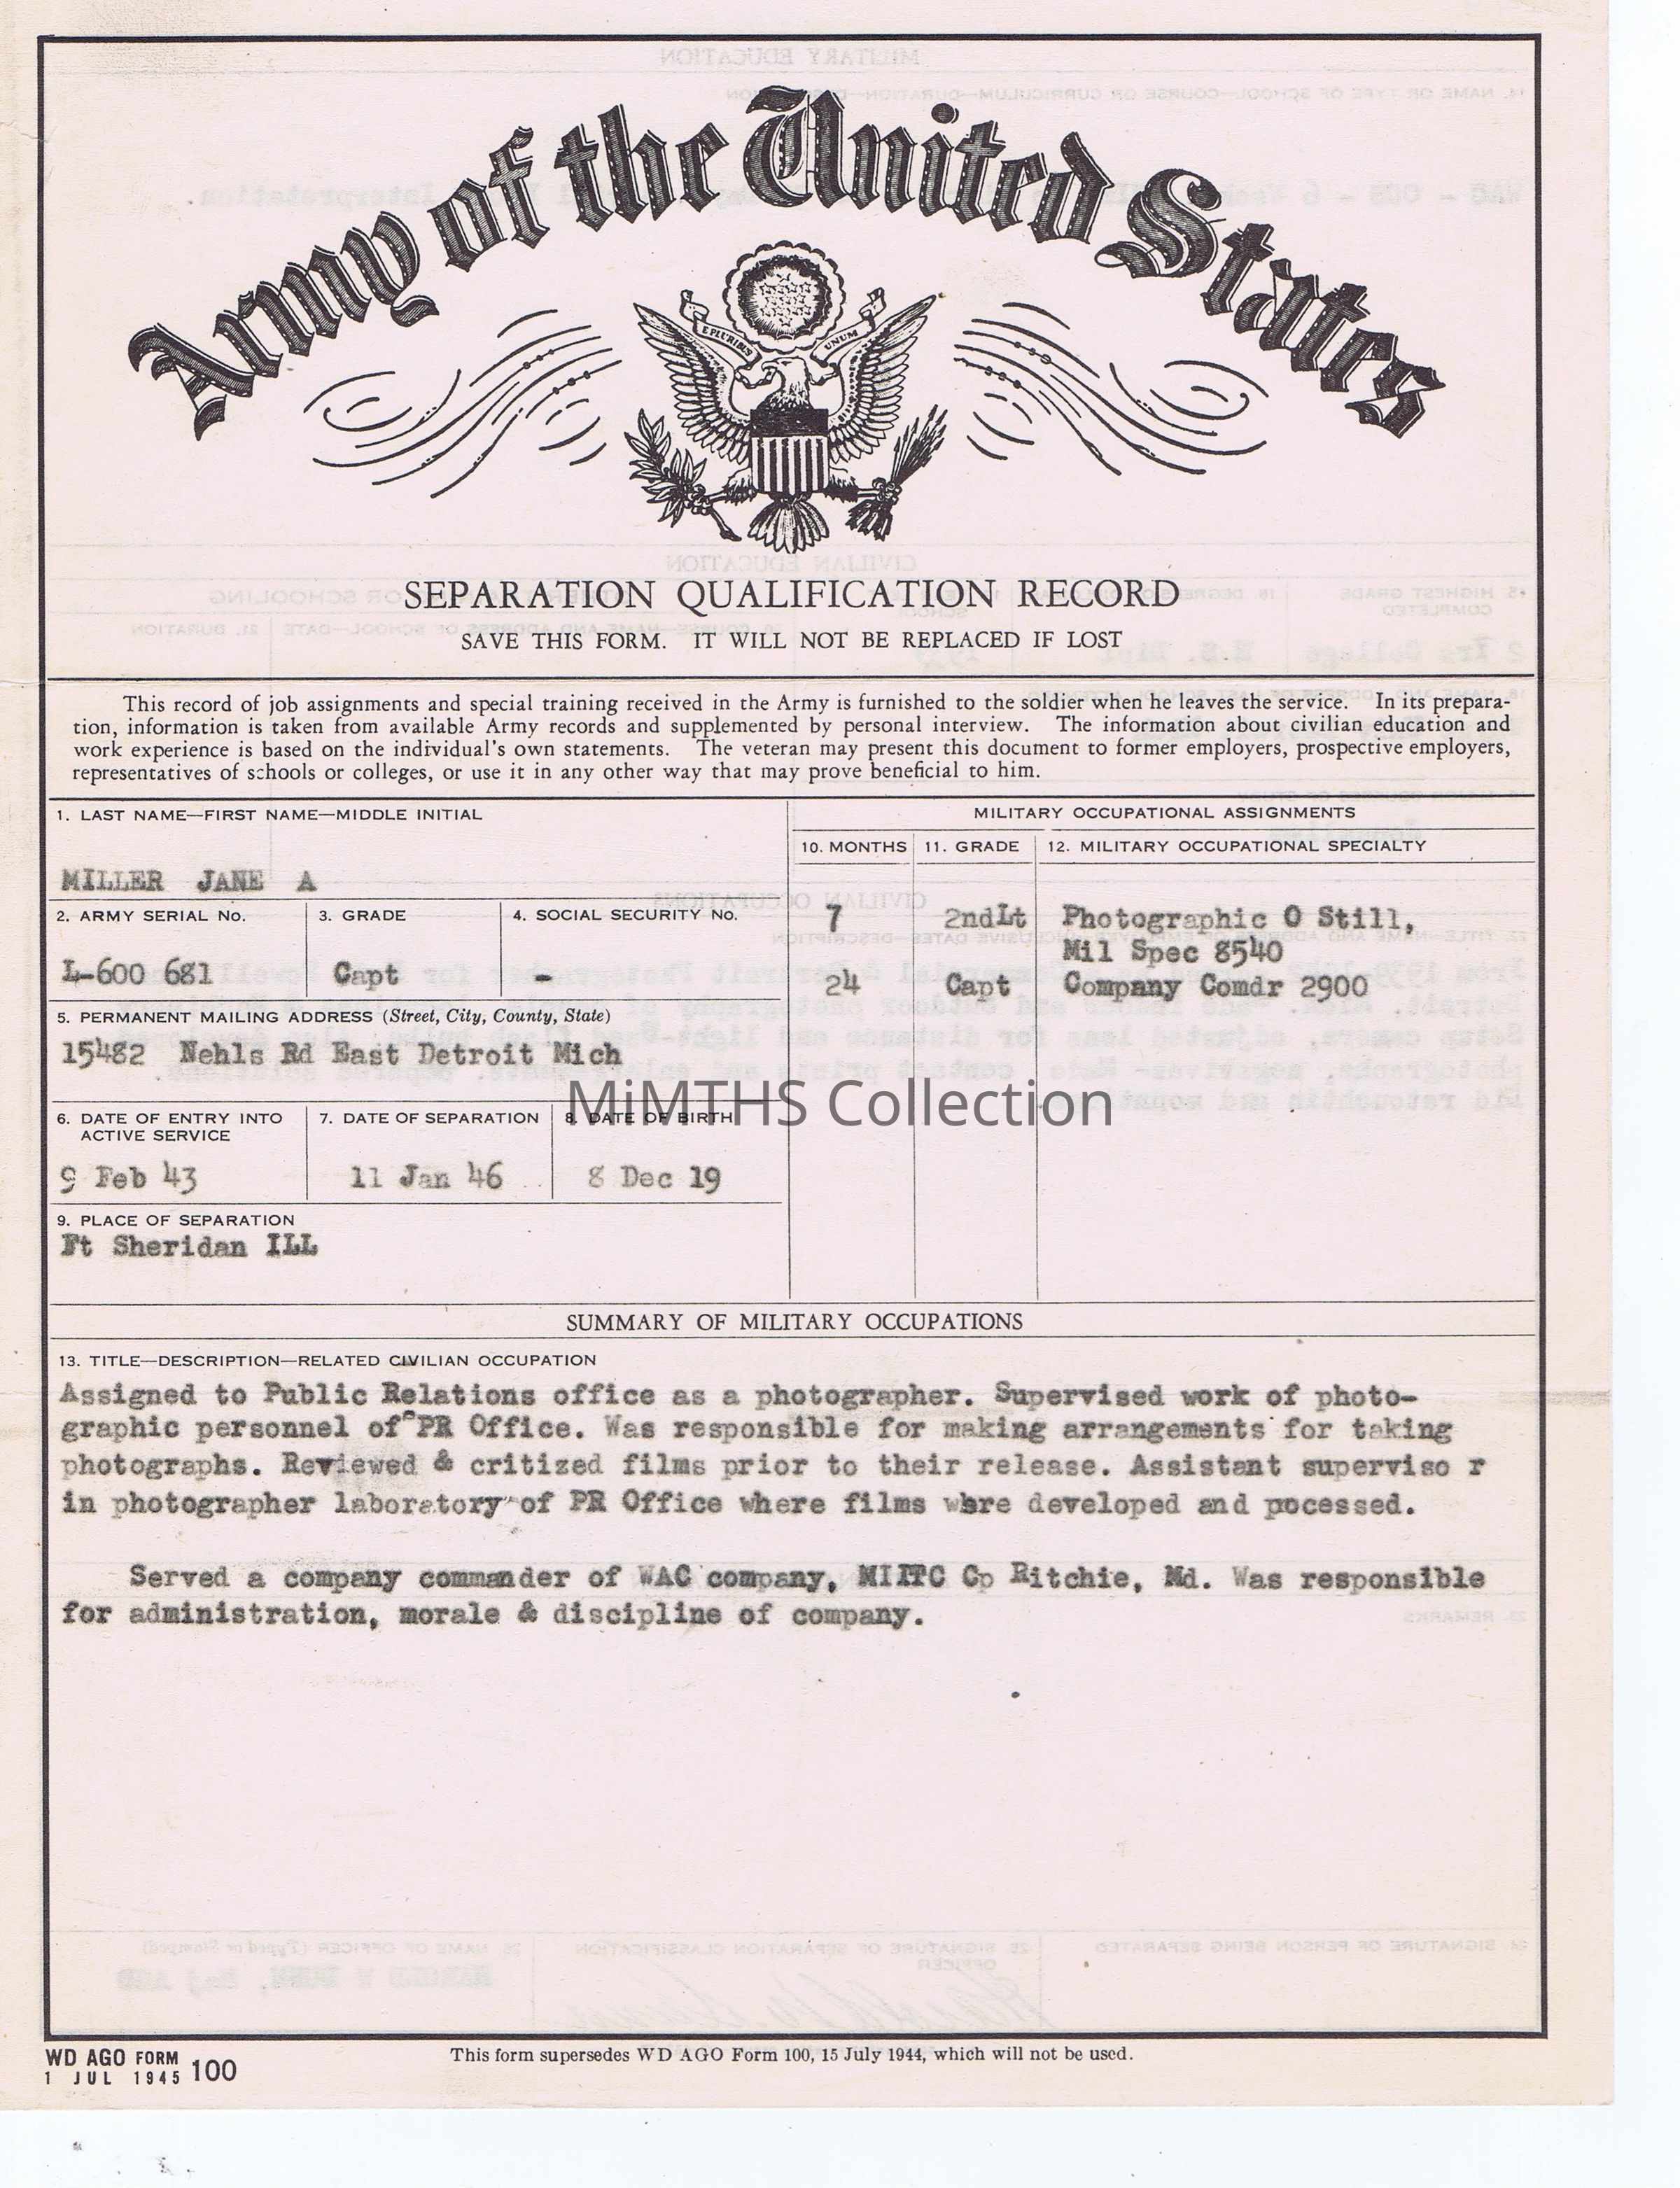 Army of the United States
E PLURIBUS UNUM
SEPARATION QUALIFICATION RECORD
SAVE THIS FORM. IT WILL NOT BE REPLACED IF LOST
This record of job assignments and special training received in the Army is furnished to the soldier when he leaves the service. In its prepara-
tion, information is taken from available Army records and supplemented by personal interview. The information about civilian education and
work experience is based on the individual's own statements. The veteran may present this document to former employers, prospective employers,
representatives of schools or colleges, or use it in any other way that may prove beneficial to him.
1. LAST NAME—FIRST NAME—MIDDLE INITIAL
MILLER JANE A
2. ARMY SERIAL No.
L-600 681
3. GRADE
Capt
4. SOCIAL SECURITY No.
-
5. PERMANENT MAILING ADDRESS (Street, City, County, State)
15482 Nehls Rd East Detroit Mich
6. DATE OF ENTRY INTO
ACTIVE SERVICE
9 Feb 43
7. DATE OF SEPARATION
11 Jan 46
8. DATE OF BIRTH
8 Dec 19
9. PLACE OF SEPARATION
Ft Sheridan ILL
MILITARY OCCUPATIONAL ASSIGNMENTS
10. MONTHS 11. GRADE 12. MILITARY OCCUPATIONAL SPECIALTY
7 2ndLt Photographic O Still,
Mil Spec 8540
24 Capt Company Comdr 2900
MiMTHS Collection
SUMMARY OF MILITARY OCCUPATIONS
13. TITLE—DESCRIPTION—RELATED CIVILIAN OCCUPATION
Assigned to Public Relations office as a photographer. Supervised work of photo-
graphic personnel of PR Office. Was responsible for making arrangements for taking
photographs. Reviewed & critized films prior to their release. Assistant superviso r
in photographer laboratory of PR Office where films were developed and pocessed.
Served a company commander of WAC company, MIITC Cp Ritchie, Md. Was responsible
for administration, morale & discipline of company.
WD AGO FORM 100
1 JUL 1945
This form supersedes WD AGO Form 100, 15 July 1944, which will not be used.